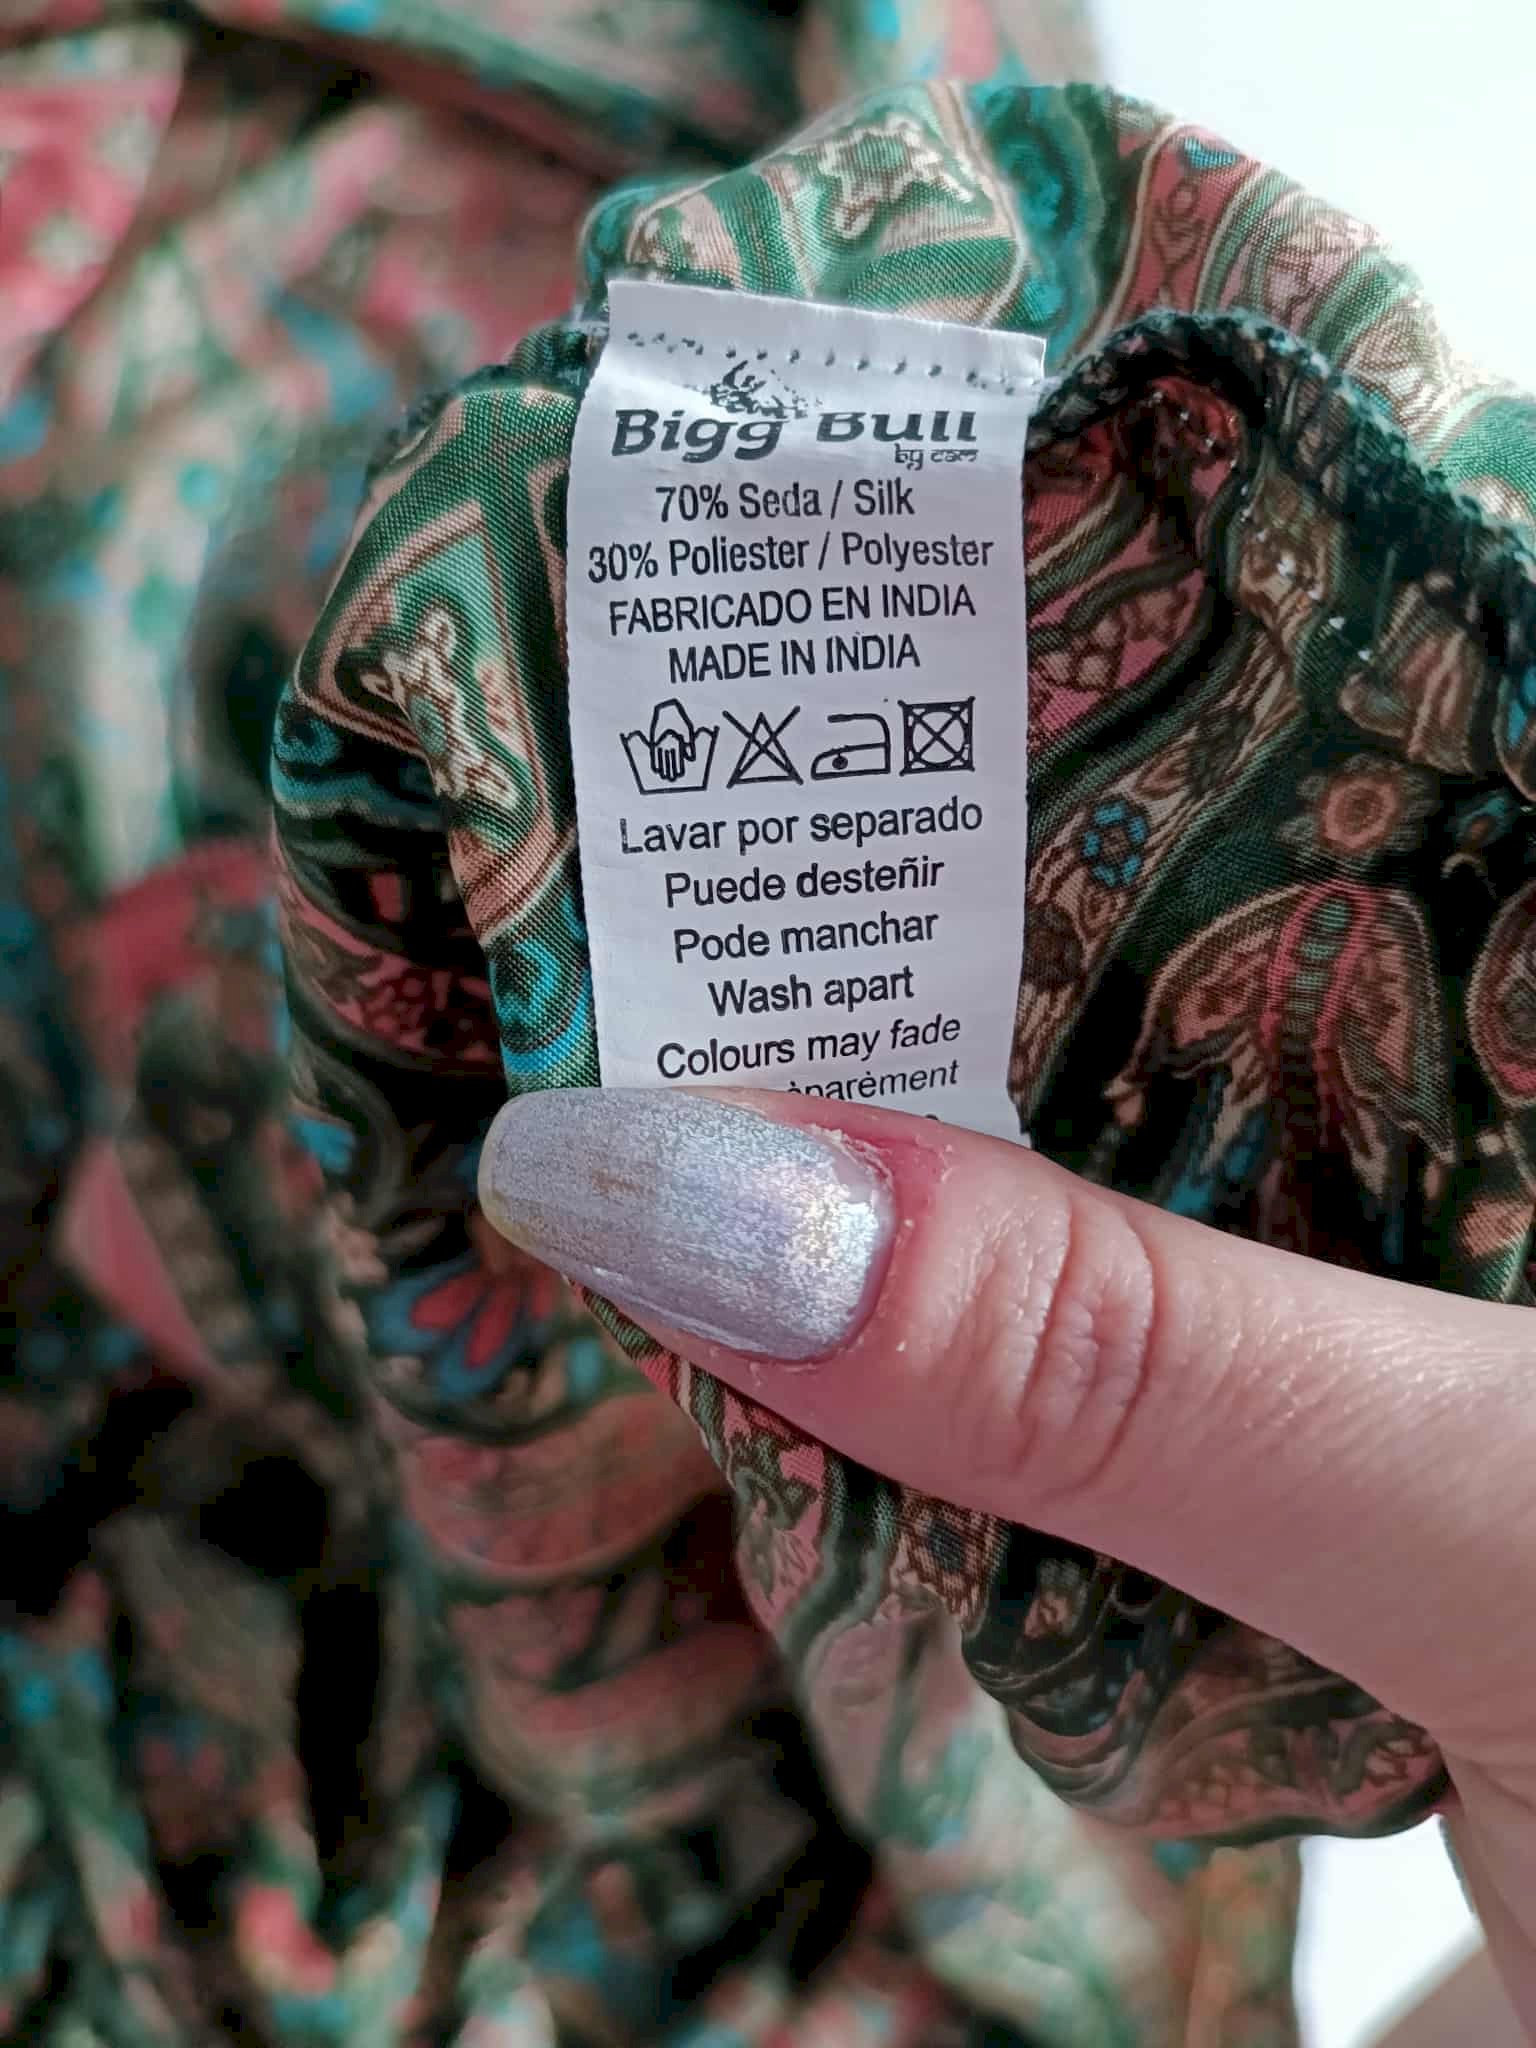 Bigg Bull
by csm
70% Seda / Silk
30% Poliester / Polyester
FABRICADO EN INDIA
MADE IN INDIA
Lavar por separado
Puede desteñir
Pode manchar
Wash apart
Colours may fade